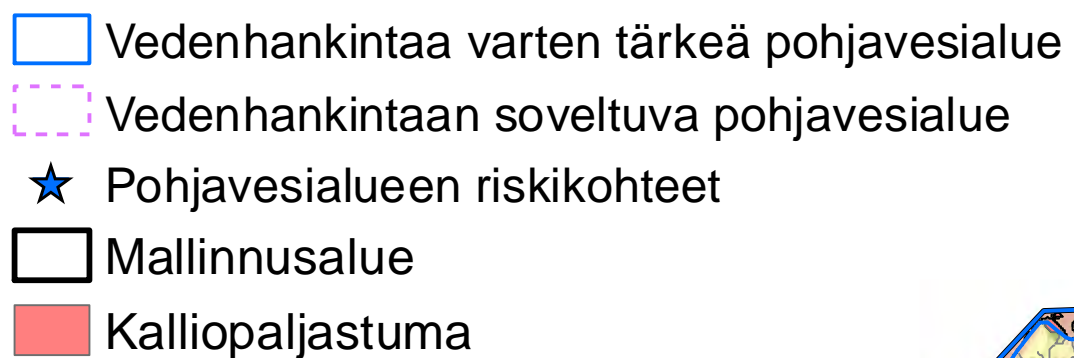 Vedenhankintaa varten tärkeä pohjavesialue
Vedenhankintaan soveltuva pohjavesialue
Pohjavesialueen riskikohteet
Mallinnusalue
Kalliopaljastuma